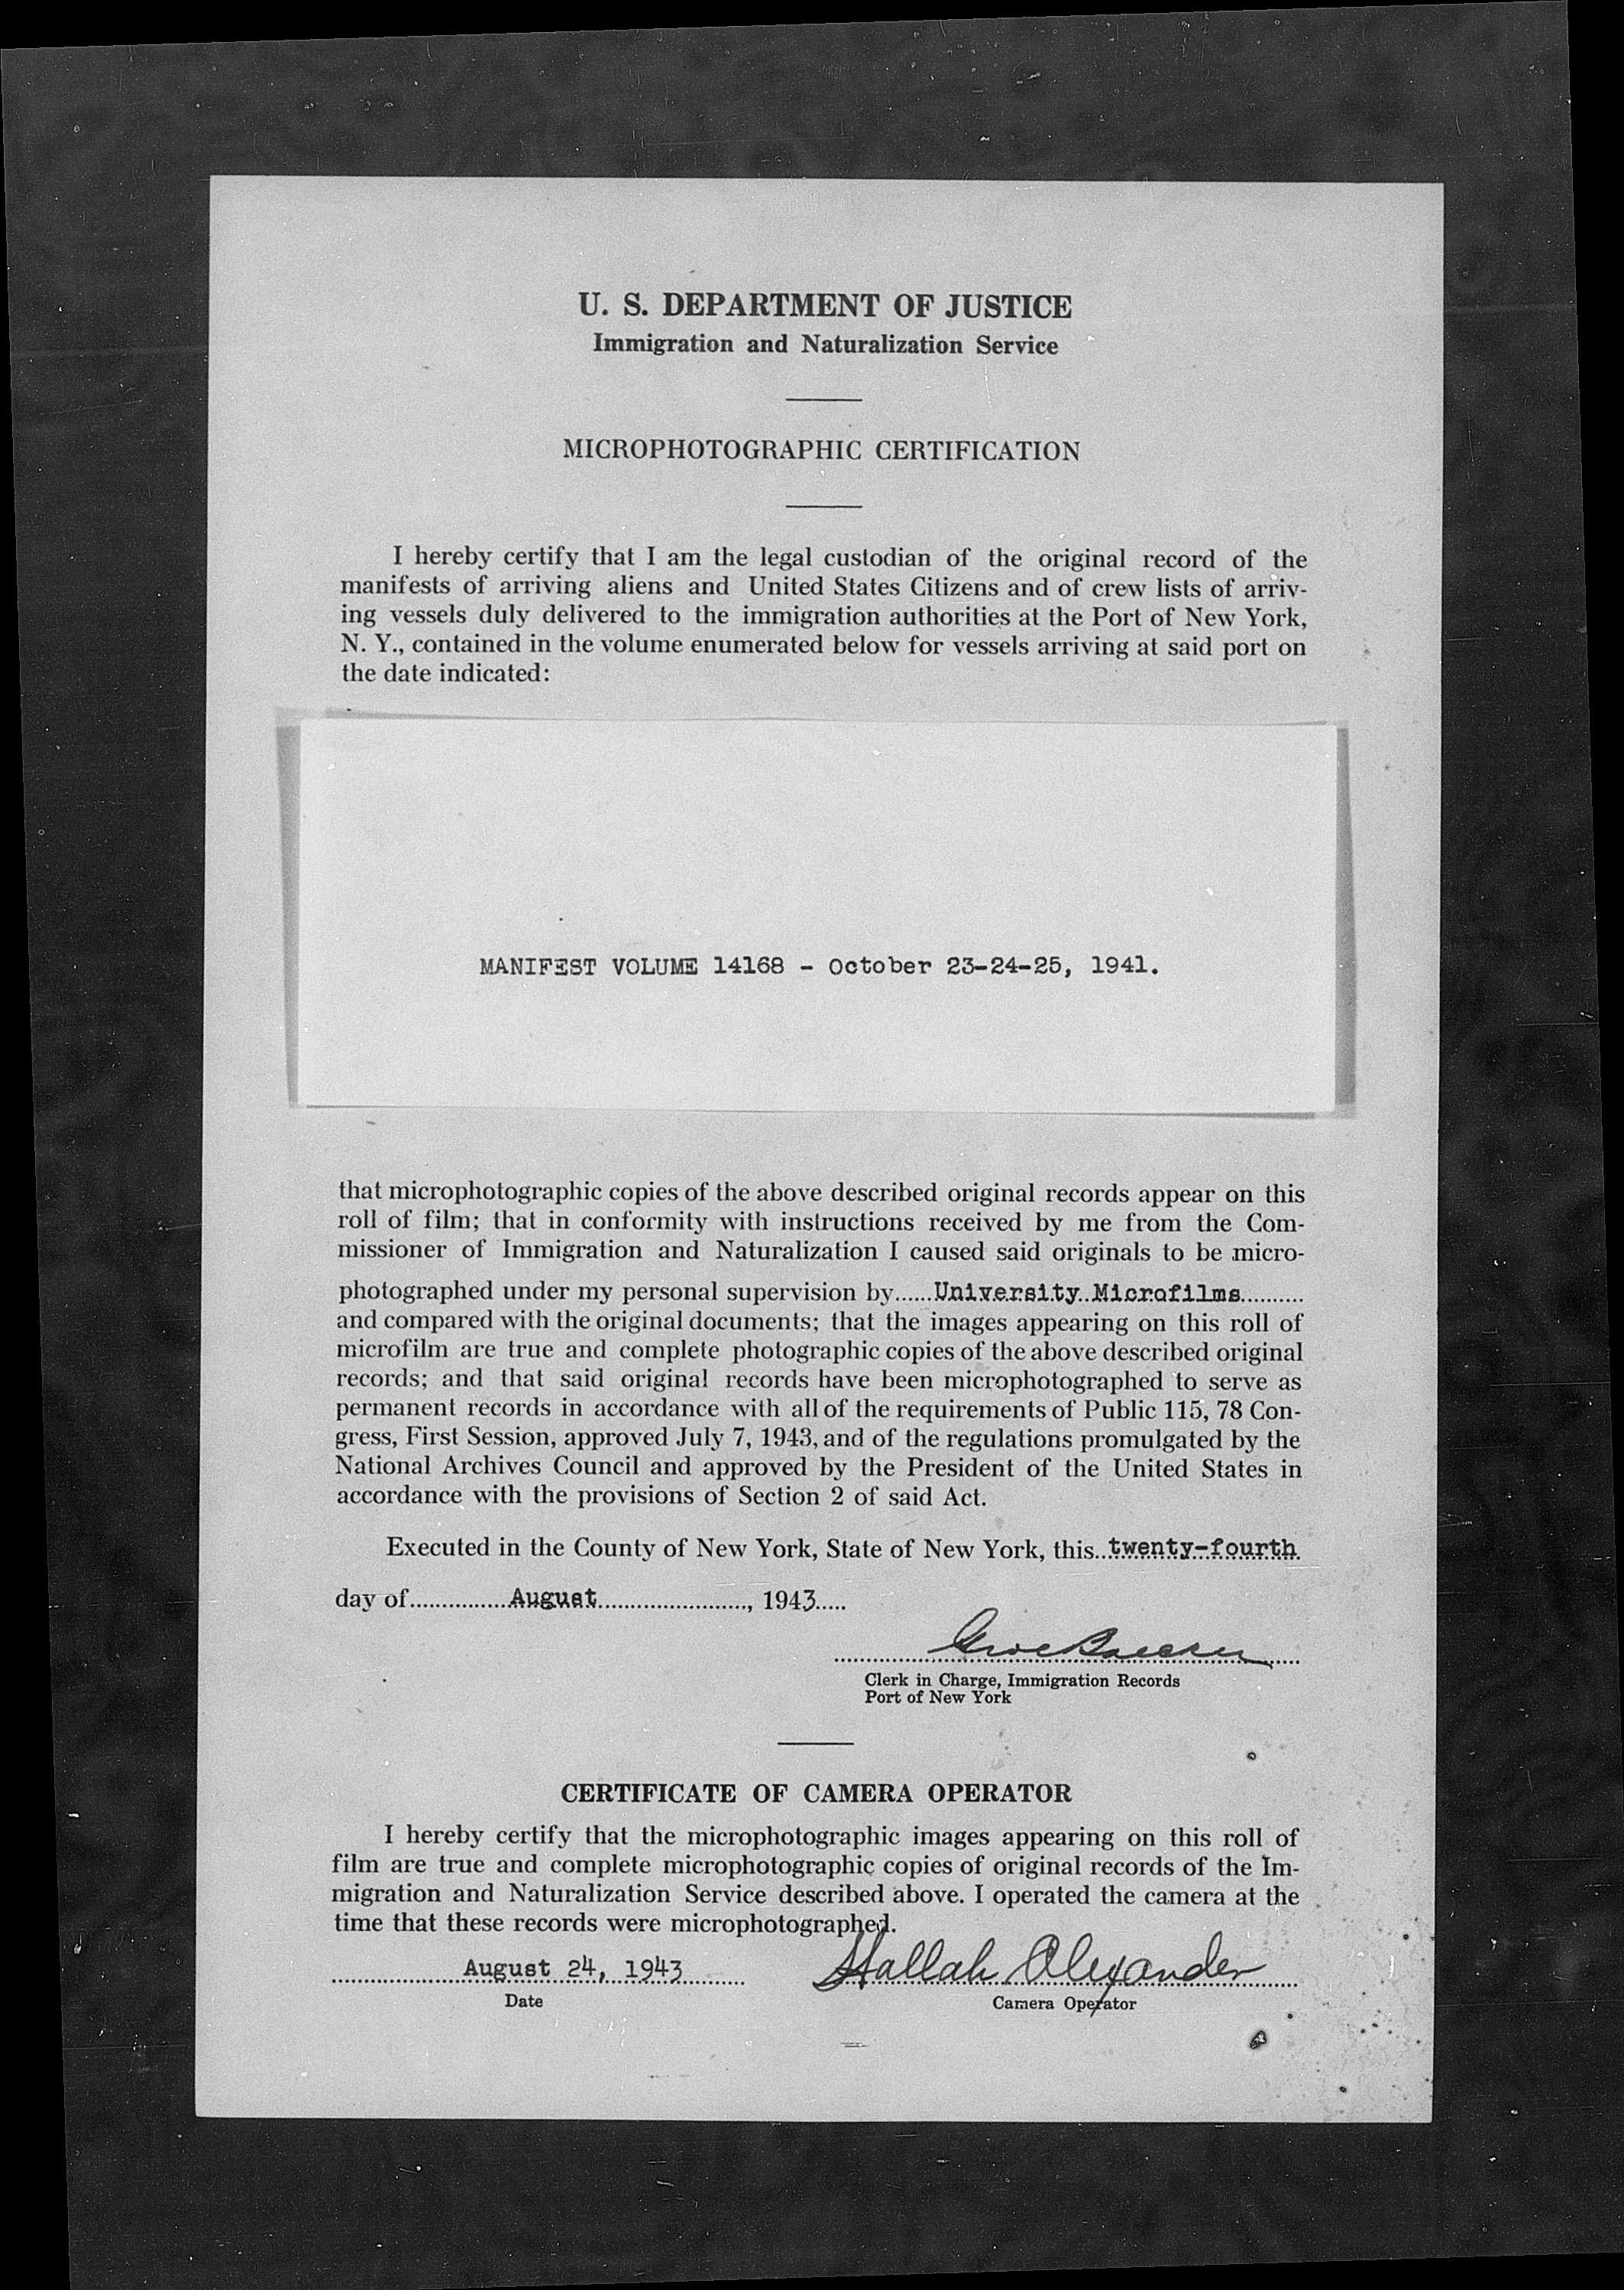 U. S. DEPARTMENT OF JUSTICE
Immigration and Naturalization Service
MICROPHOTOGRAPHIC CERTIFICATION
I hereby certify that I am the legal custodian of the original record of the
manifests of arriving aliens and United States Citizens and of crew lists of arriv-
ing vessels duly delivered to the immigration authorities at the Port of New York,
N. Y., contained in the volume enumerated below for vessels arriving at said port on
the date indicated:
MANIFEST VOLUME 14168 - October 23-24-25, 1941.
that microphotographic copies of the above described original records appear on this
roll of film; that in conformity with instructions received by me from the Com-
missioner of Immigration and Naturalization I caused said originals to be micro-
photographed under my personal supervision by......University Microfilms..........
and compared with the original documents; that the images appearing on this roll of
microfilm are true and complete photographic copies of the above described original
records; and that said original records have been microphotographed to serve as
permanent records in accordance with all of the requirements of Public 115, 78 Con-
gress, First Session, approved July 7, 1943, and of the regulations promulgated by the
National Archives Council and approved by the President of the United States in
accordance with the provisions of Section 2 of said Act.
Executed in the County of New York, State of New York, this..twenty-fourth
day of...............August......................., 1943.....
Clerk in Charge, Immigration Records
Port of New York
CERTIFICATE OF CAMERA OPERATOR
I hereby certify that the microphotographic images appearing on this roll of
film are true and complete microphotographic copies of original records of the Im-
migration and Naturalization Service described above. I operated the camera at the
time that these records were microphotographed.
August 24, 1943 Hallah Alexander
Date Camera Operator